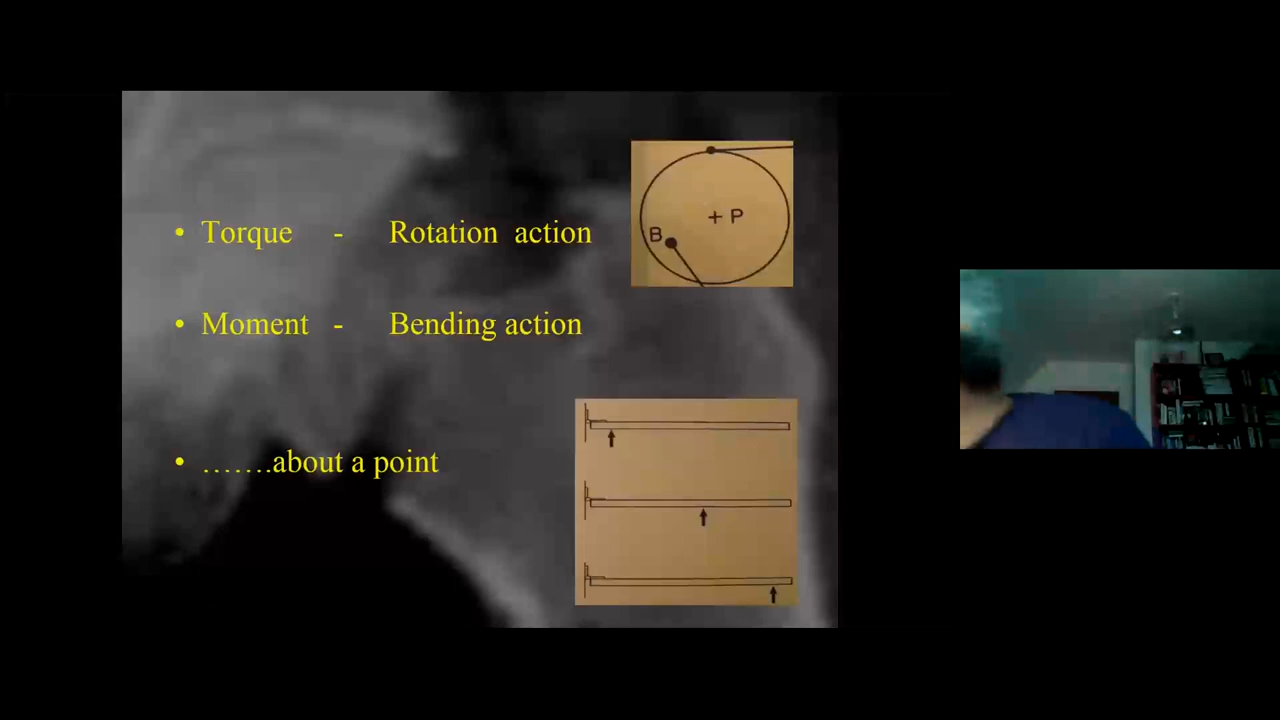 • Torque - Rotation action
+ P
B
• Moment - Bending action
• …….about a point